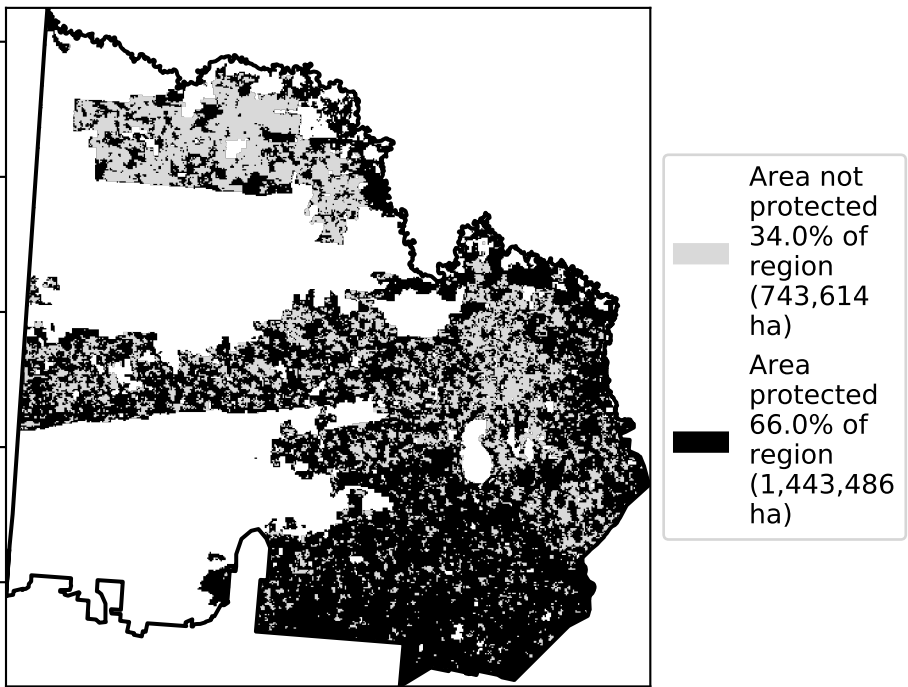 Area not
protected
34.0% of
region
(743,614
ha)
Area
protected
66.0% of
region
(1,443,486
ha)